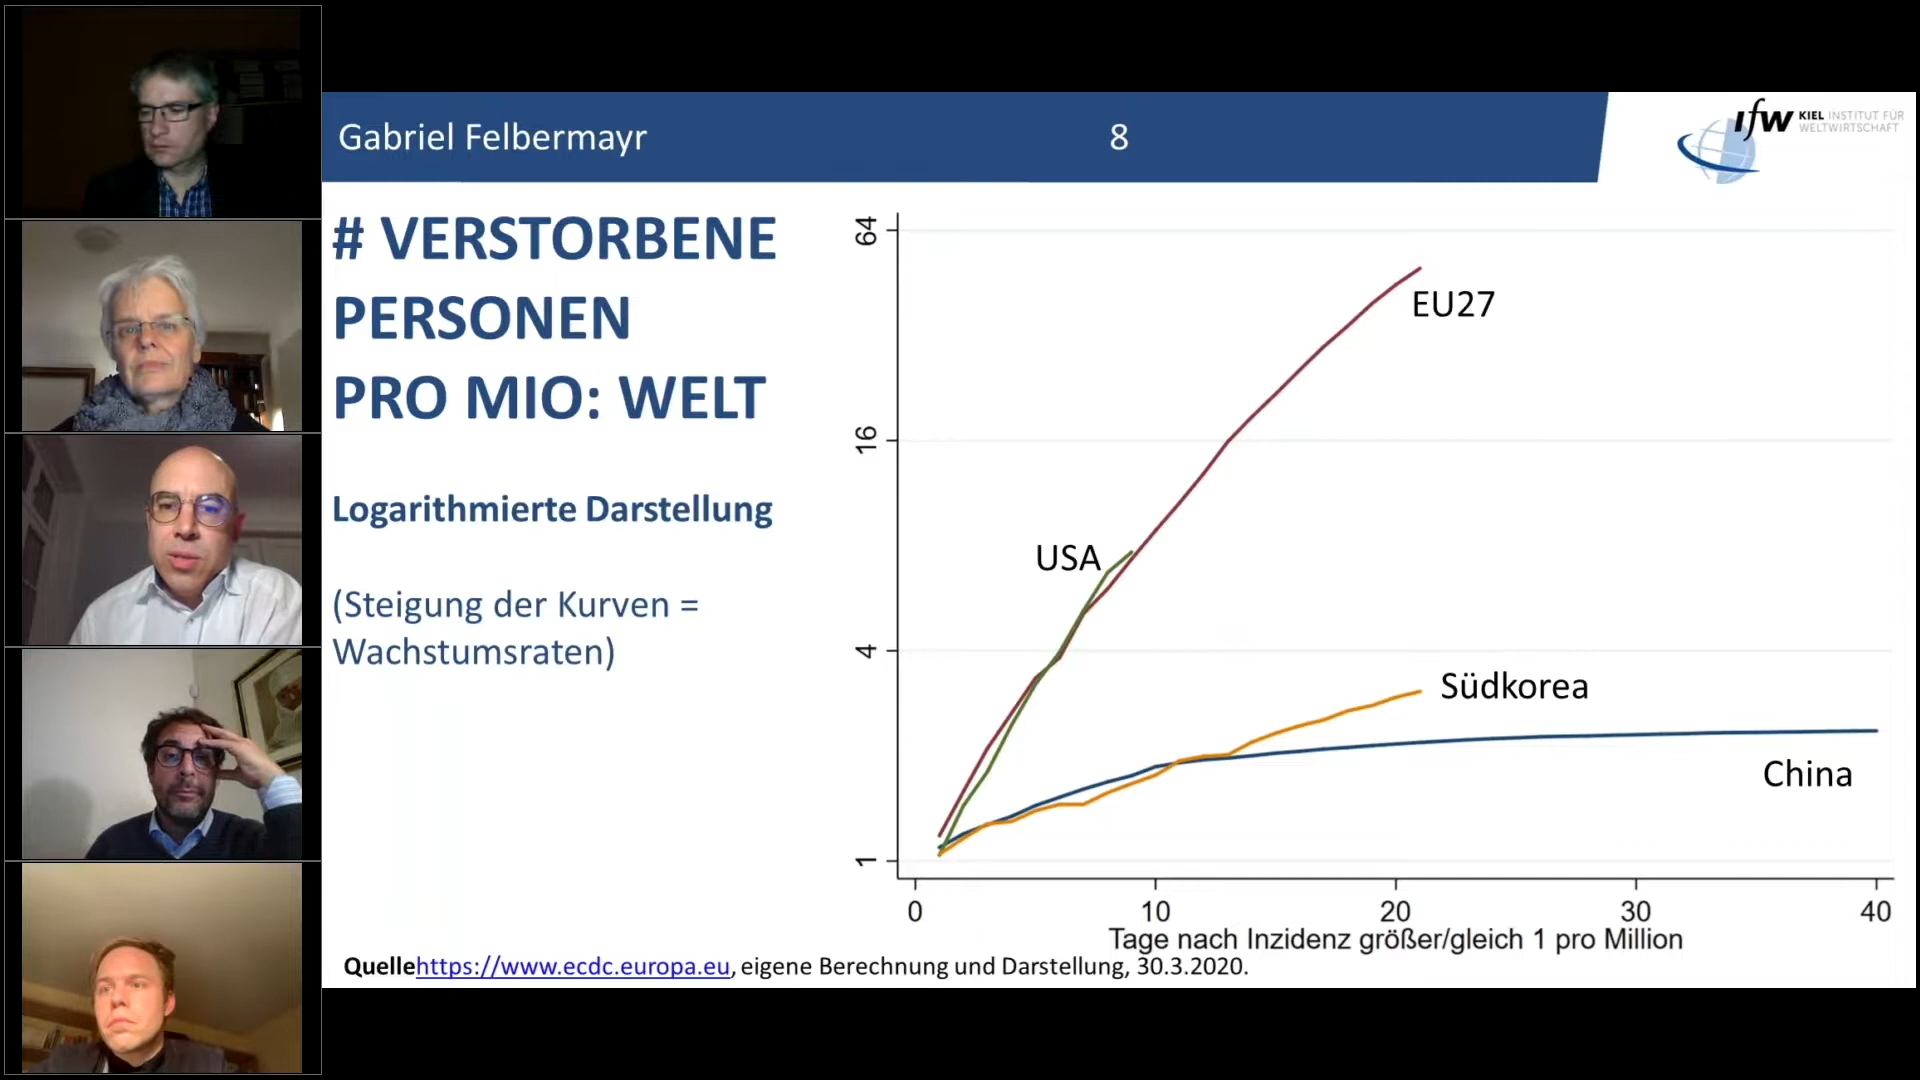 Gabriel Felbermayr
8
ifw KIEL INSTITUT FÜR
WELTWIRTSCHAFT
# VERSTORBENE
PERSONEN
PRO MIO: WELT
Logarithmierte Darstellung
(Steigung der Kurven =
Wachstumsraten)
64
16
4
1
EU27
USA
Südkorea
China
0 10 20 30 40
Tage nach Inzidenz größer/gleich 1 pro Million
Quellehttps://www.ecdc.europa.eu, eigene Berechnung und Darstellung, 30.3.2020.